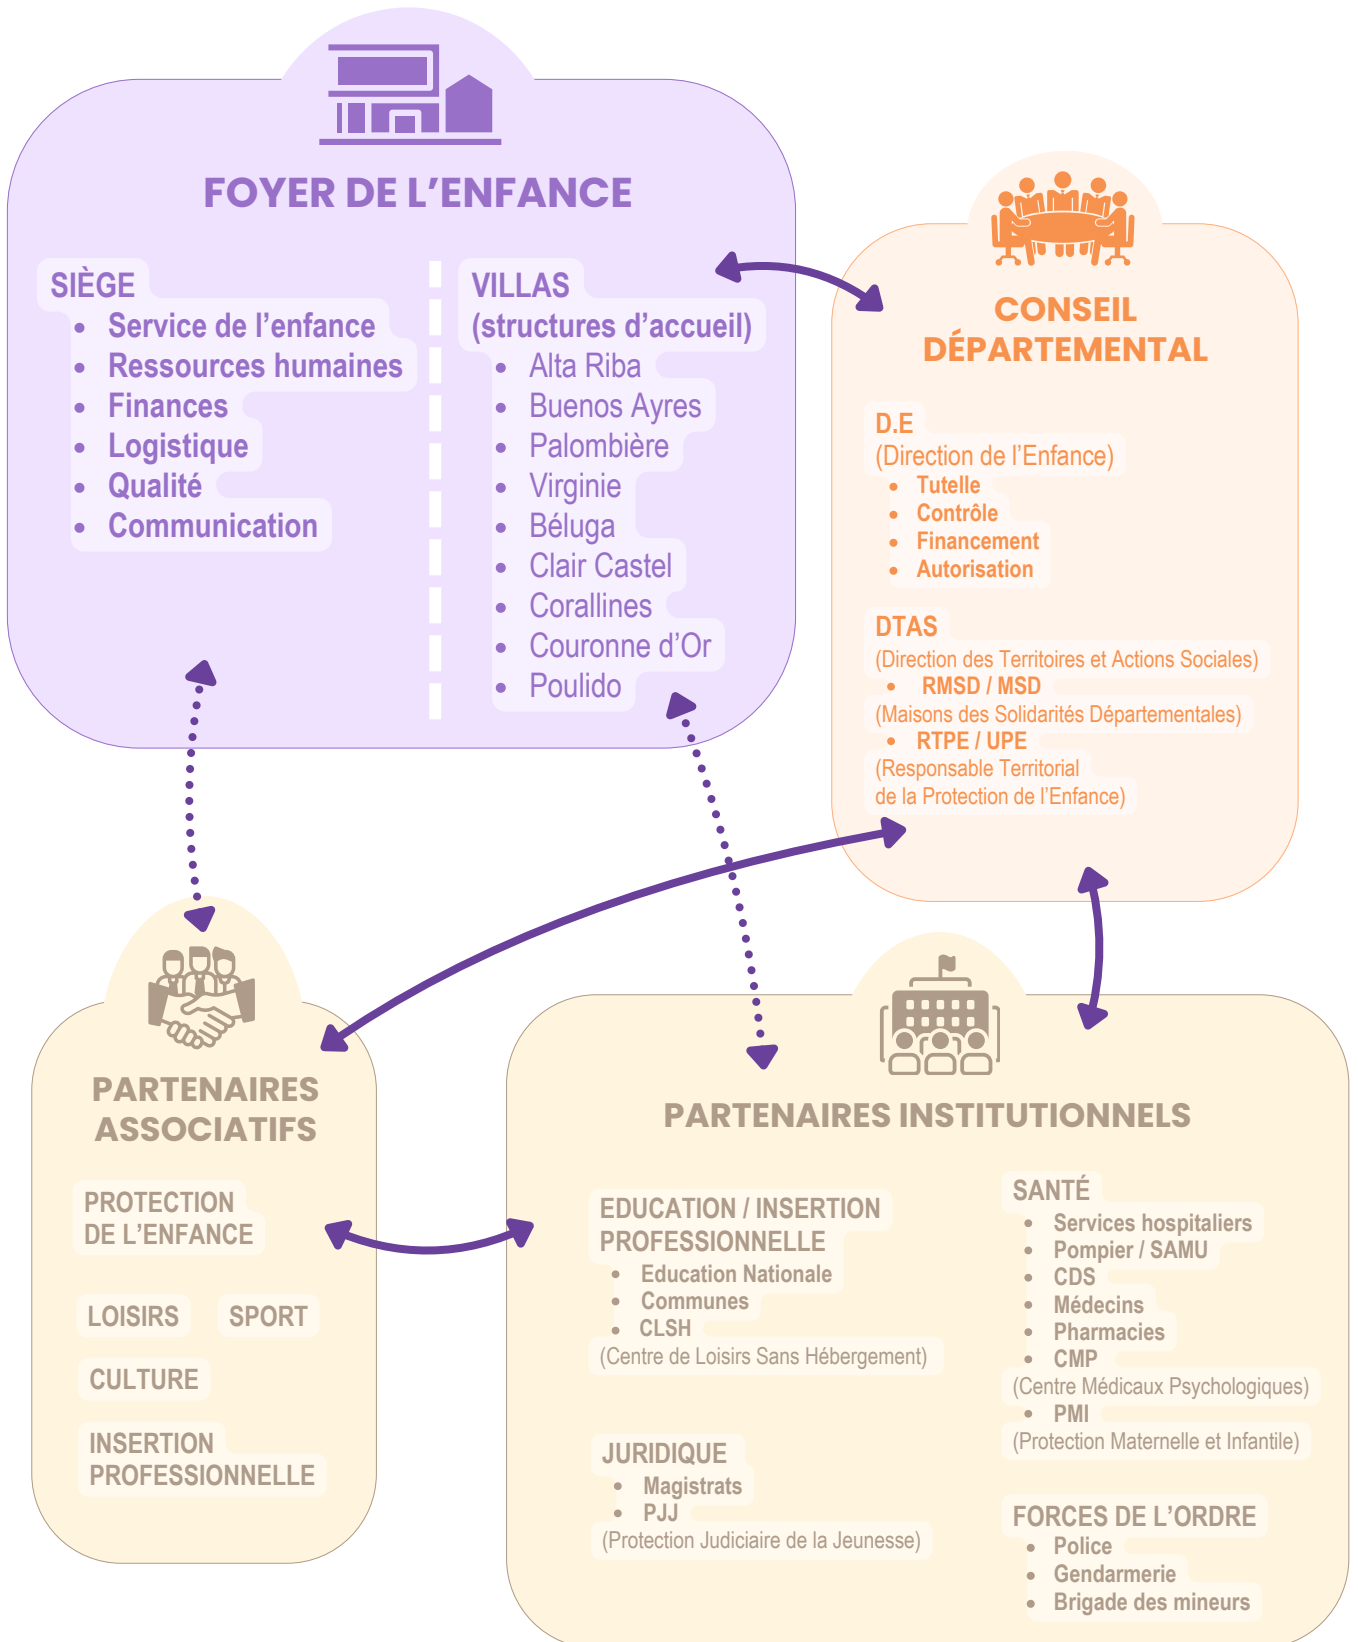 FOYER DE L’ENFANCE
SIÈGE
• Service de l’enfance
• Ressources humaines
• Finances
• Logistique
• Qualité
• Communication
VILLAS
(structures d’accueil)
• Alta Riba
• Buenos Ayres
• Palombière
• Virginie
• Béluga
• Clair Castel
• Corallines
• Couronne d’Or
• Poulido
CONSEIL
DÉPARTEMENTAL
D.E
(Direction de l’Enfance)
• Tutelle
• Contrôle
• Financement
• Autorisation
DTAS
(Direction des Territoires et Actions Sociales)
• RMSD / MSD
(Maisons des Solidarités Départementales)
• RTPE / UPE
(Responsable Territorial
de la Protection de l’Enfance)
PARTENAIRES
ASSOCIATIFS
PROTECTION
DE L’ENFANCE
LOISIRS SPORT
CULTURE
INSERTION
PROFESSIONNELLE
PARTENAIRES INSTITUTIONNELS
EDUCATION / INSERTION
PROFESSIONNELLE
• Education Nationale
• Communes
• CLSH
(Centre de Loisirs Sans Hébergement)
JURIDIQUE
• Magistrats
• PJJ
(Protection Judiciaire de la Jeunesse)
SANTÉ
• Services hospitaliers
• Pompier / SAMU
• CDS
• Médecins
• Pharmacies
• CMP
(Centre Médicaux Psychologiques)
• PMI
(Protection Maternelle et Infantile)
FORCES DE L’ORDRE
• Police
• Gendarmerie
• Brigade des mineurs